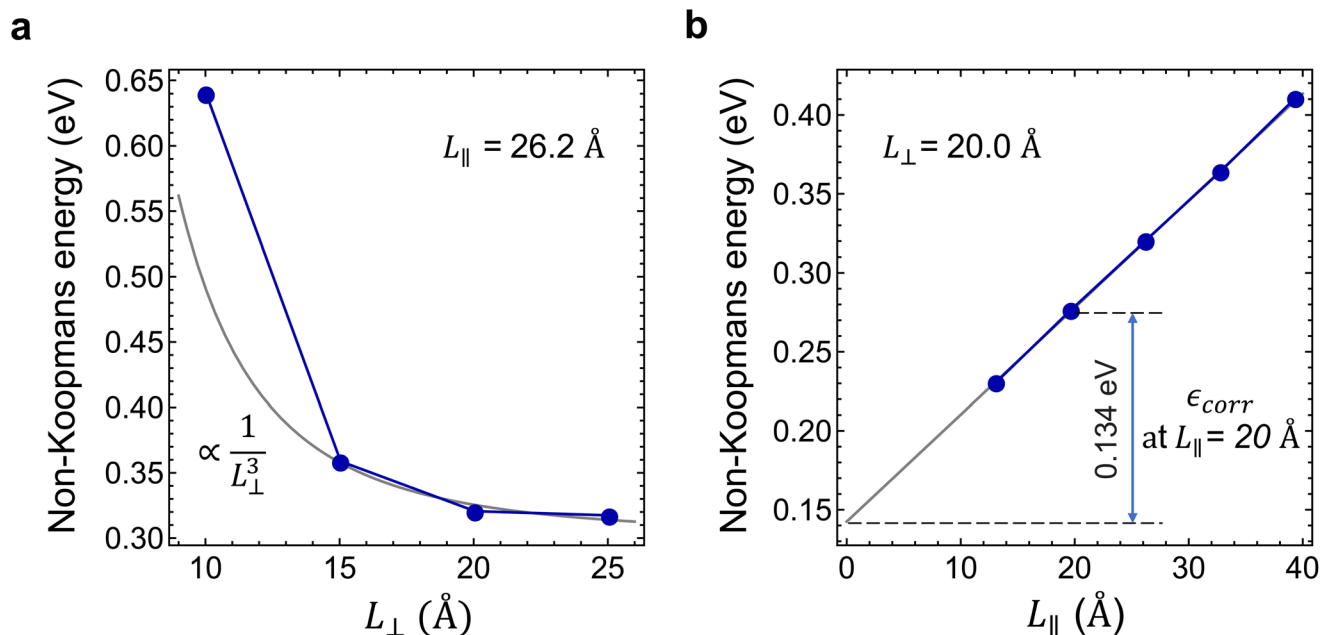 a
Non-Koopmans energy (eV)
0.65
0.60
0.55
0.50
0.45
0.40
0.35
0.30
L∥ = 26.2 Å
∝ 1/L⊥³
10 15 20 25
L⊥ (Å)
b
Non-Koopmans energy (eV)
0.40
0.35
0.30
0.25
0.20
0.15
L⊥ = 20.0 Å
0.134 eV
ϵcorr
at L∥ = 20 Å
0 10 20 30 40
L∥ (Å)